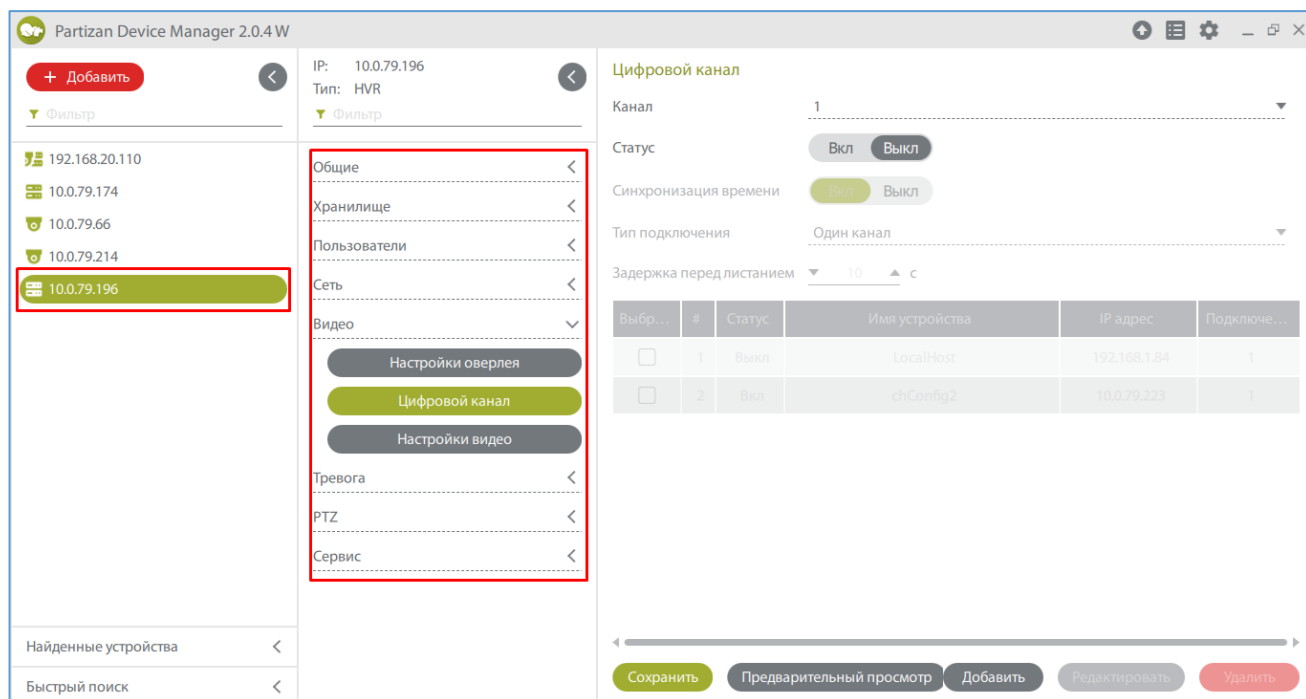 Partizan Device Manager 2.0.4 W
+ Добавить
Фильтр
192.168.20.110
10.0.79.174
10.0.79.66
10.0.79.214
10.0.79.196
Найденные устройства
Быстрый поиск
IP: 10.0.79.196
Тип: HVR
Фильтр
Общие
Хранилище
Пользователи
Сеть
Видео
Настройки оверлея
Цифровой канал
Настройки видео
Тревога
PTZ
Сервис
Цифровой канал
Канал 1
Статус Вкл Выкл
Синхронизация времени Вкл Выкл
Тип подключения Один канал
Задержка перед листанием 10 с
Выбр... # Статус Имя устройства IP адрес Подключе...
1 Выкл LocalHost 192.168.1.84 1
2 Вкл chConfig2 10.0.79.223 1
Сохранить Предварительный просмотр Добавить Редактировать Удалить